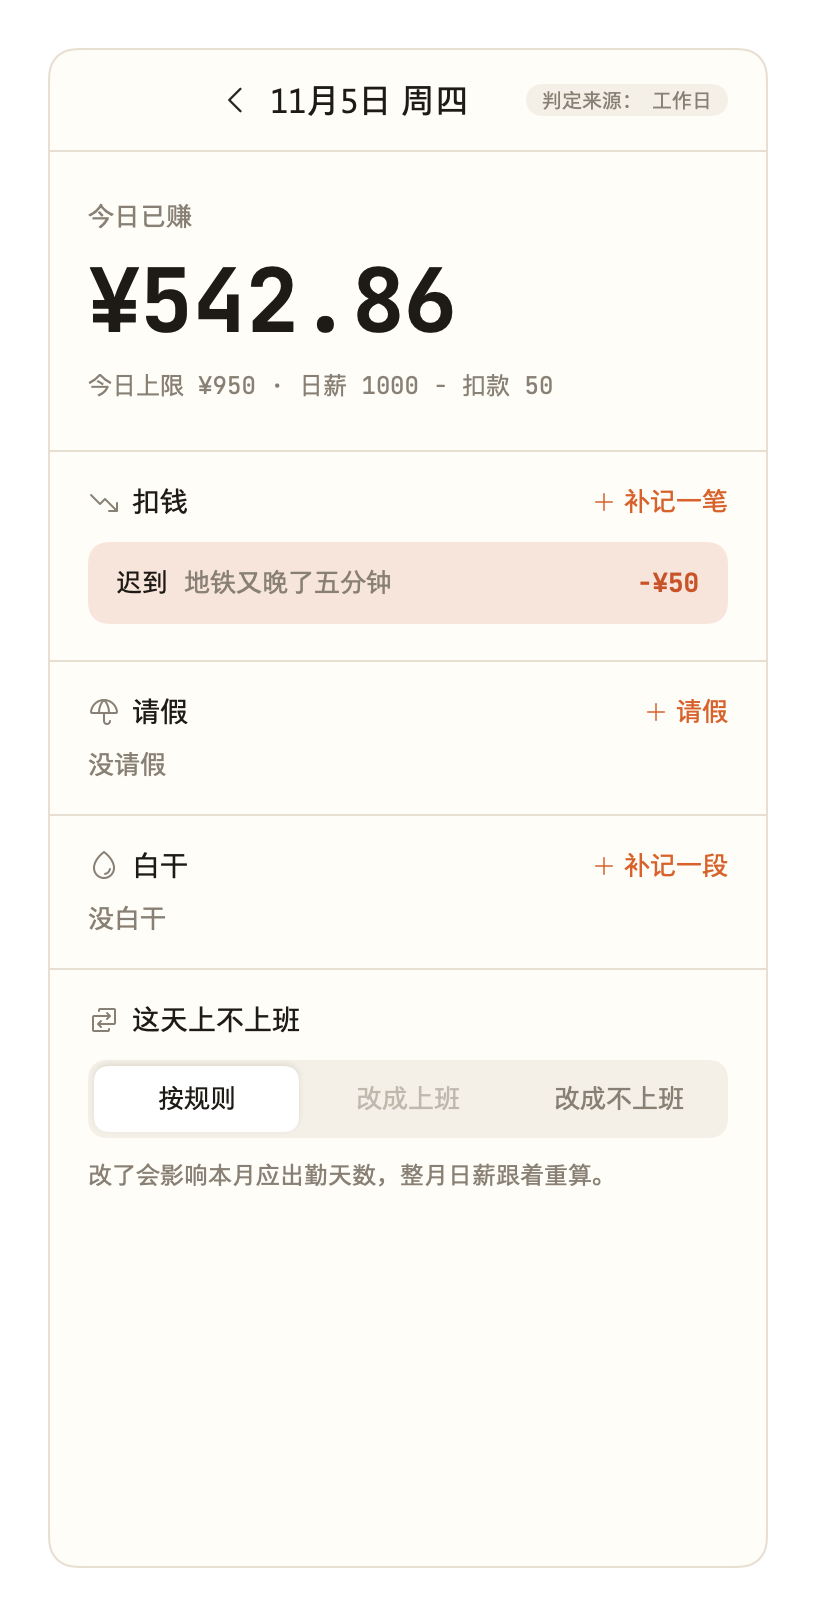 11月5日 周四 判定来源： 工作日
今日已赚
¥542.86
今日上限 ¥950 · 日薪 1000 - 扣款 50
扣钱 + 补记一笔
迟到 地铁又晚了五分钟 -¥50
请假 + 请假
没请假
白干 + 补记一段
没白干
这天上不上班
按规则 改成上班 改成不上班
改了会影响本月应出勤天数，整月日薪跟着重算。